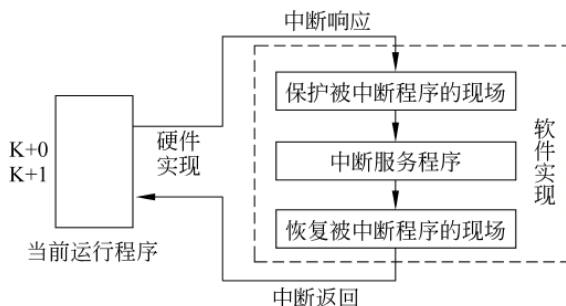 中断响应
保护被中断程序的现场
硬件
实现
中断服务程序
软件实现
K+0
K+1
恢复被中断程序的现场
当前运行程序
中断返回